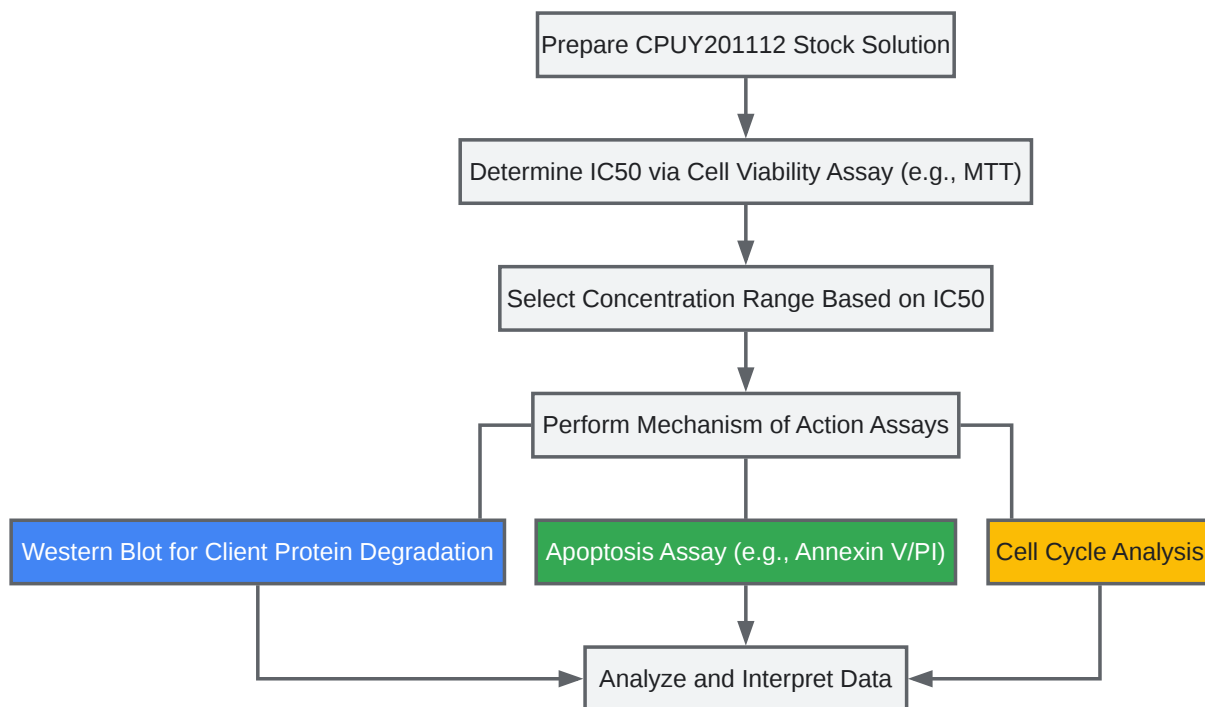 Prepare CPUY201112 Stock Solution
Determine IC50 via Cell Viability Assay (e.g., MTT)
Select Concentration Range Based on IC50
Perform Mechanism of Action Assays
Western Blot for Client Protein Degradation
Apoptosis Assay (e.g., Annexin V/PI)
Cell Cycle Analysis
Analyze and Interpret Data